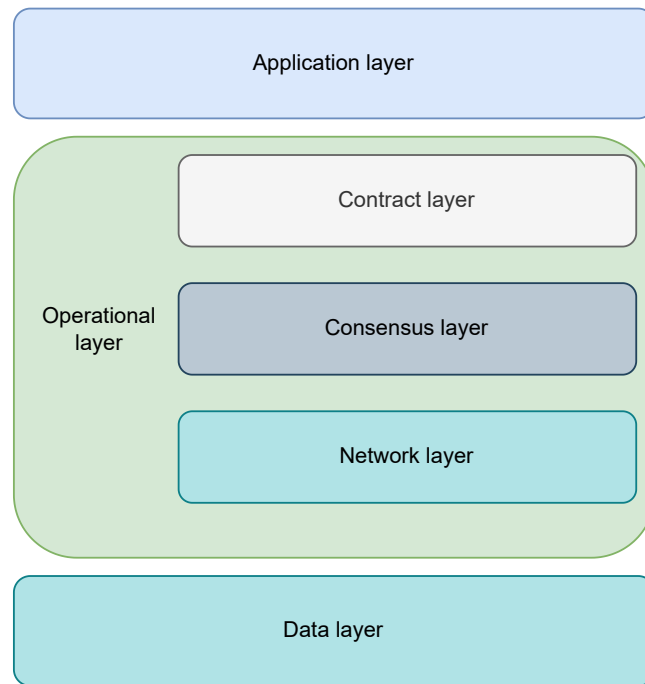 Application layer
Contract layer
Operational
layer
Consensus layer
Network layer
Data layer